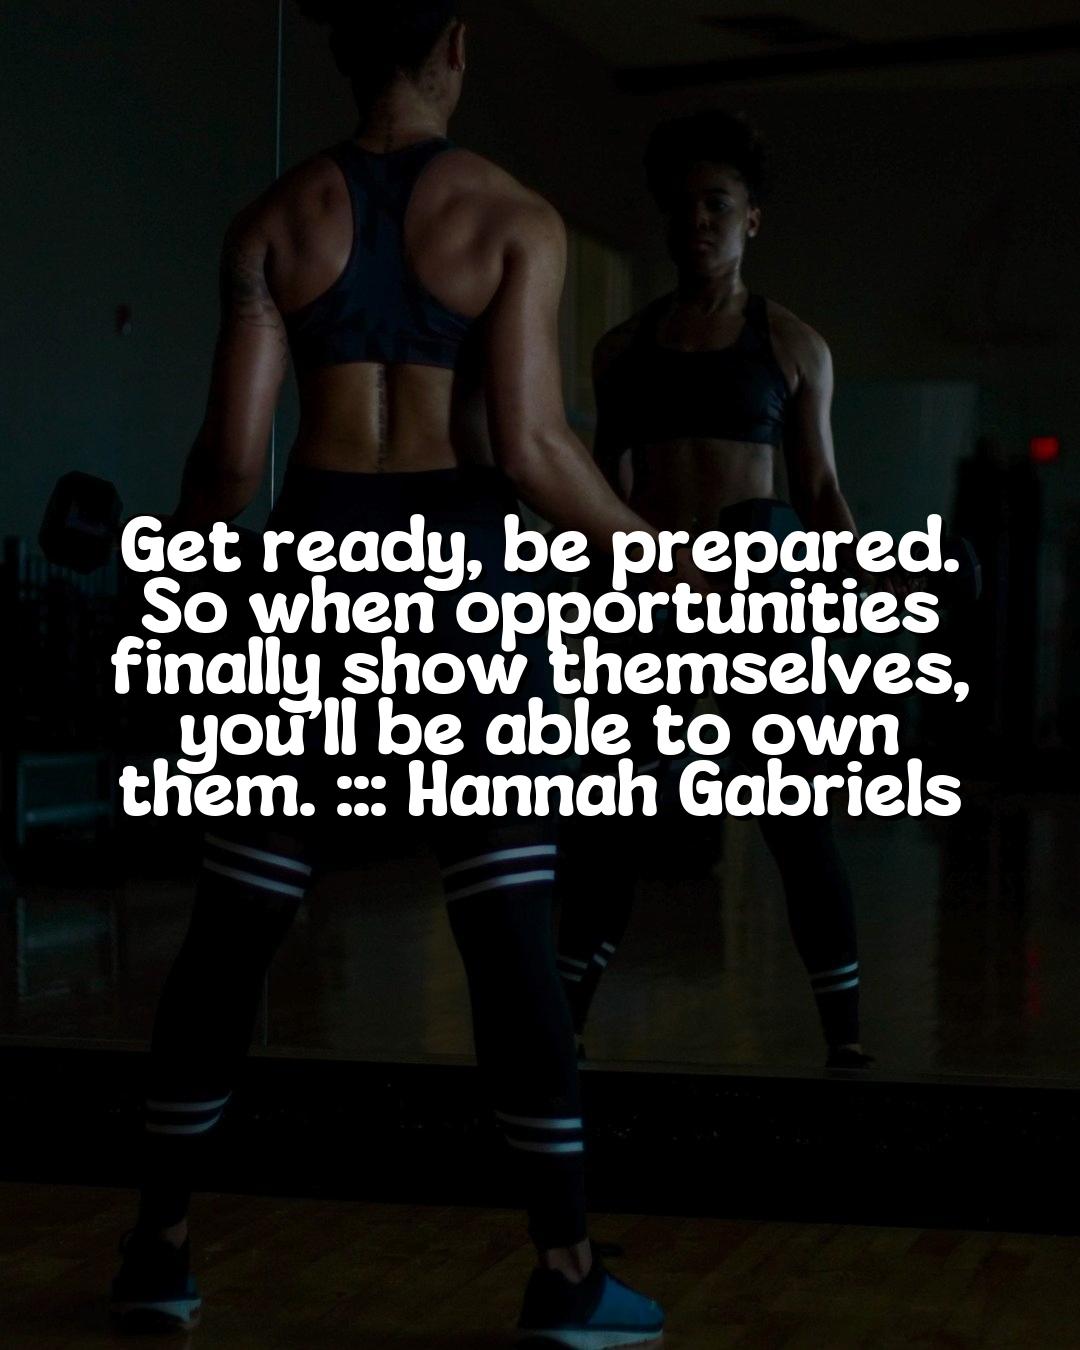 Get ready, be prepared.
So when opportunities
finally show themselves,
you’ll be able to own
them. ::: Hannah Gabriels